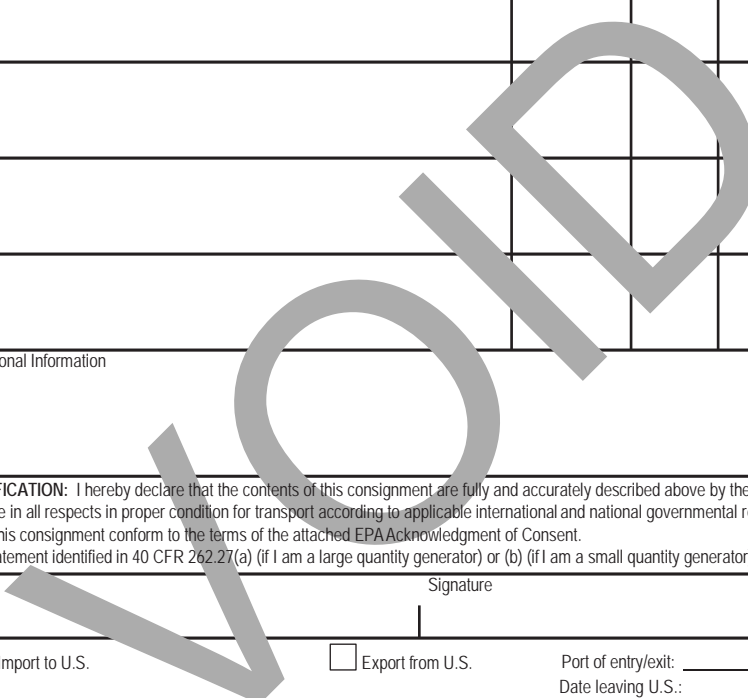 VOID
onal Information
FICATION: I hereby declare that the contents of this consignment are fully and accurately described above by the
e in all respects in proper condition for transport according to applicable international and national governmental r
his consignment conform to the terms of the attached EPA Acknowledgment of Consent.
atement identified in 40 CFR 262.27(a) (if I am a large quantity generator) or (b) (if I am a small quantity generator
Signature
Import to U.S.
Export from U.S.
Port of entry/exit:
Date leaving U.S.: